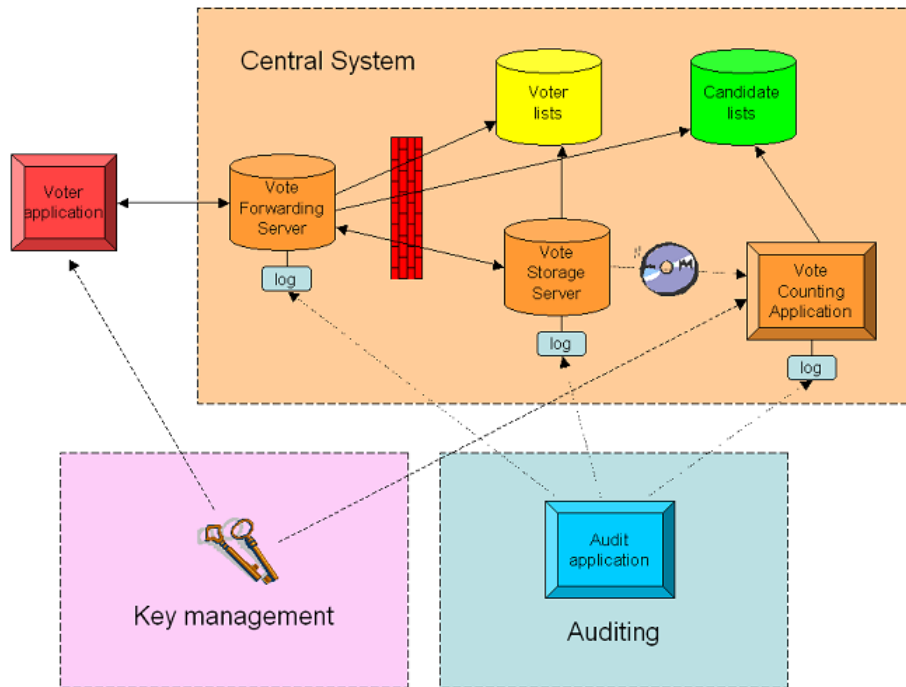 Central System
Voter
lists
Candidate
lists
Voter
application
Vote
Forwarding
Server
log
Vote
Storage
Server
log
Vote
Counting
Application
log
Key management
Audit
application
Auditing